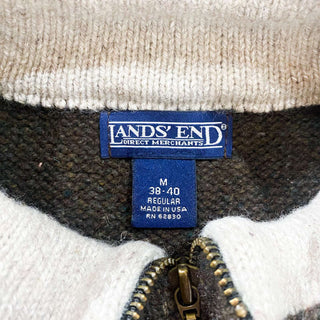 LANDS' END®
DIRECT MERCHANTS
M
38-40
REGULAR
MADE IN USA
RN 62830